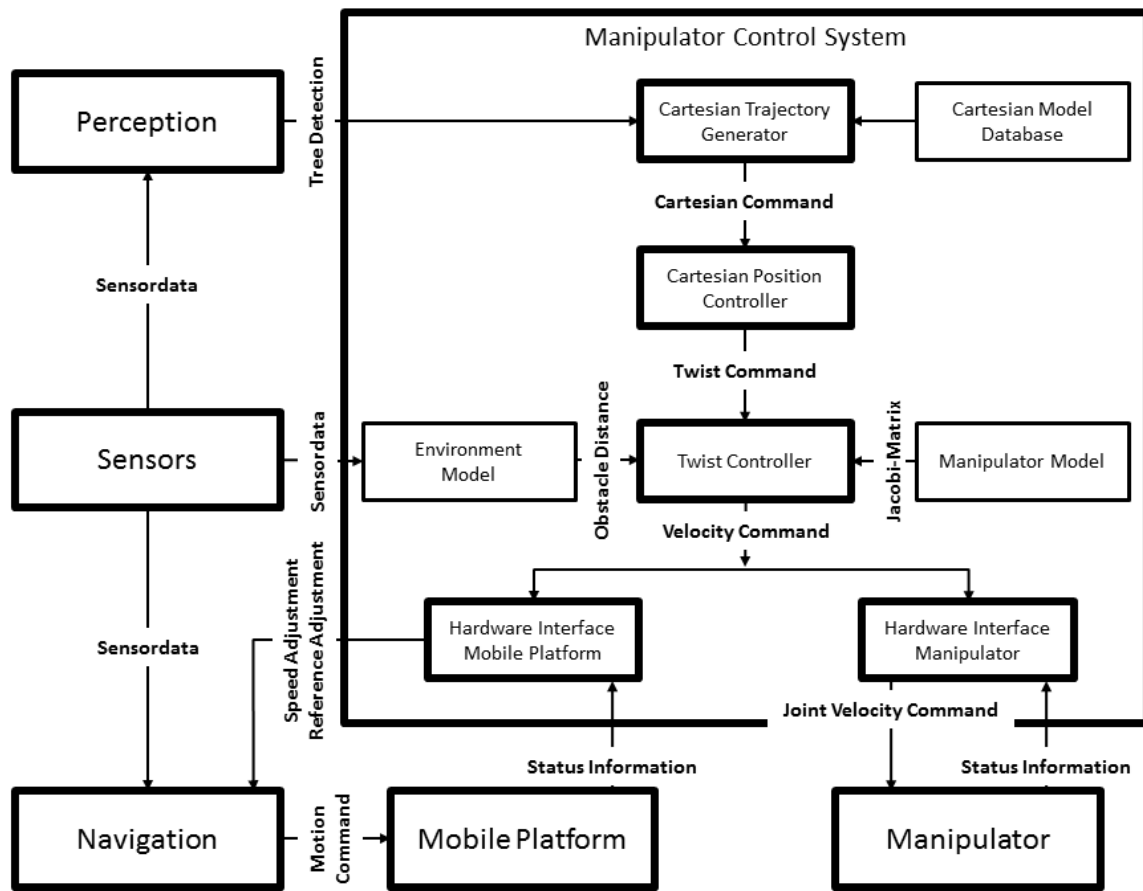 Manipulator Control System
Perception
Tree Detection
Cartesian Trajectory
Generator
Cartesian Model
Database
Cartesian Command
Sensordata
Cartesian Position
Controller
Twist Command
Sensors
Sensordata
Environment
Model
Obstacle Distance
Twist Controller
Jacobi-Matrix
Manipulator Model
Velocity Command
Sensordata
Speed Adjustment
Reference Adjustment
Hardware Interface
Mobile Platform
Hardware Interface
Manipulator
Joint Velocity Command
Status Information
Status Information
Navigation
Motion
Command
Mobile Platform
Manipulator